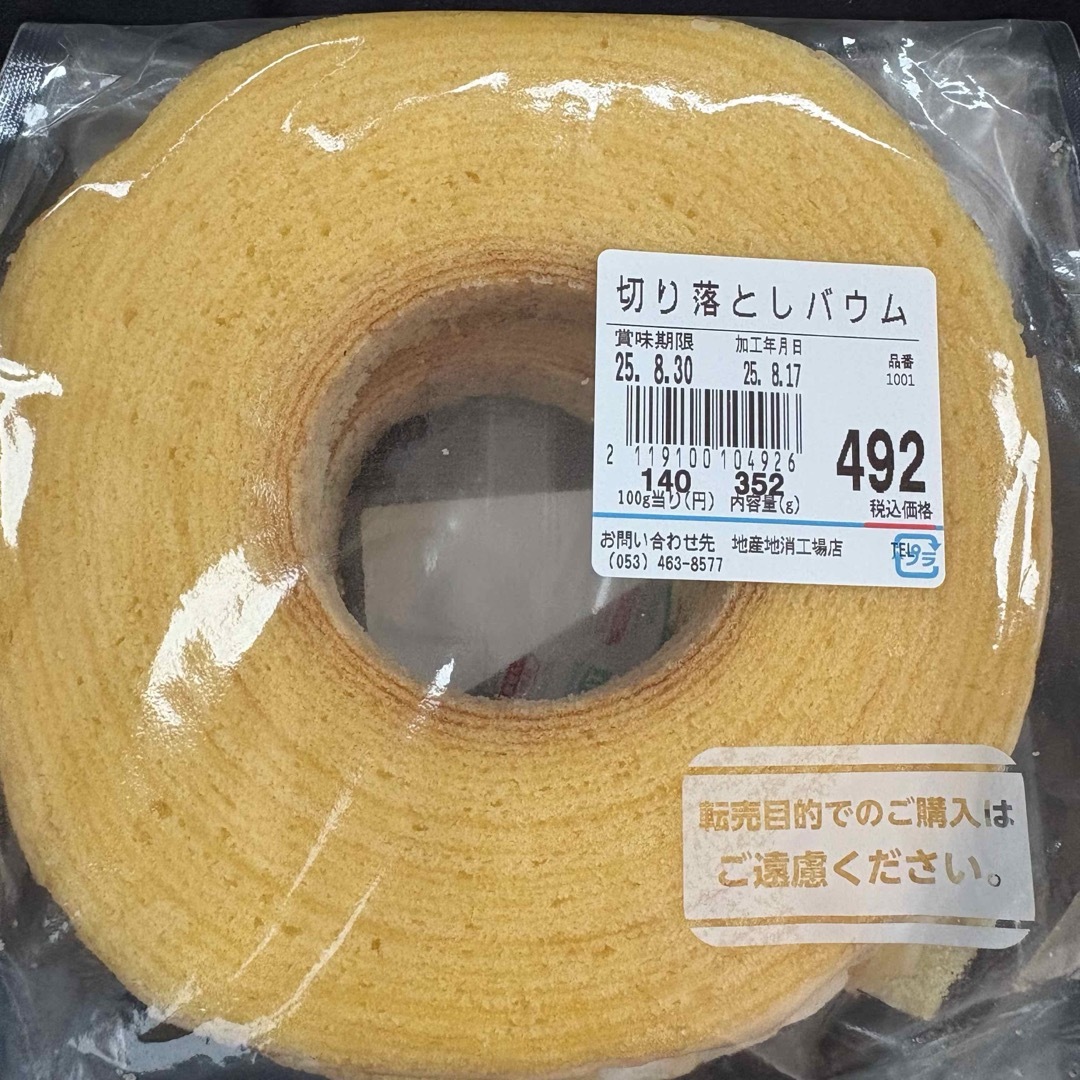 切り落としバウム
賞味期限 加工年月日 品番
25. 8.30 25. 8.17 1001
2 119100 104926
492
140 352
100g当り(円) 内容量(g) 税込価格
お問い合わせ先 地産地消工場店 TEL
(053) 463-8577
プラ
転売目的でのご購入は
ご遠慮ください。